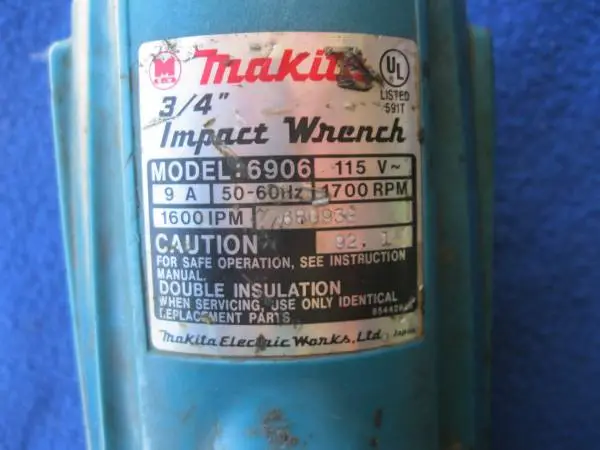 M makita UL
LISTED
591T
3/4"
Impact Wrench
MODEL:6906 115 V~
9 A 50-60Hz 1700 RPM
1600 IPM
CAUTION 92.1
FOR SAFE OPERATION, SEE INSTRUCTION
MANUAL.
DOUBLE INSULATION
WHEN SERVICING, USE ONLY IDENTICAL
REPLACEMENT PARTS
Makita Electric Works, Ltd. Japan